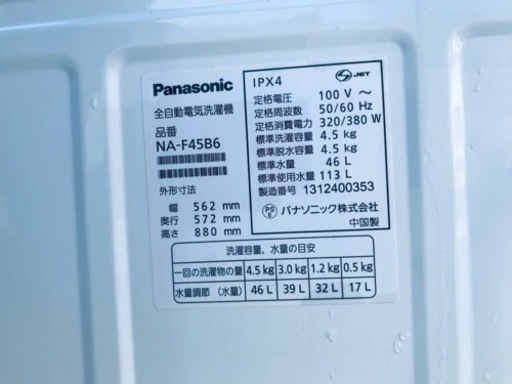 Panasonic
全自動電気洗濯機
品番
NA-F45B6
外形寸法
幅 562 mm
奥行 572 mm
高さ 880 mm
IPX4
JET
定格電圧 100 V ～
定格周波数 50/60 Hz
定格消費電力 320/380 W
標準洗濯容量 4.5 kg
標準脱水容量 4.5 kg
標準水量 46 L
標準使用水量 113 L
製造番号 1312400353
PS E パナソニック株式会社
中国製
洗濯容量、水量の目安
一回の洗濯物の量 4.5 kg 3.0 kg 1.2 kg 0.5 kg
水量調節（水量） 46 L 39 L 32 L 17 L